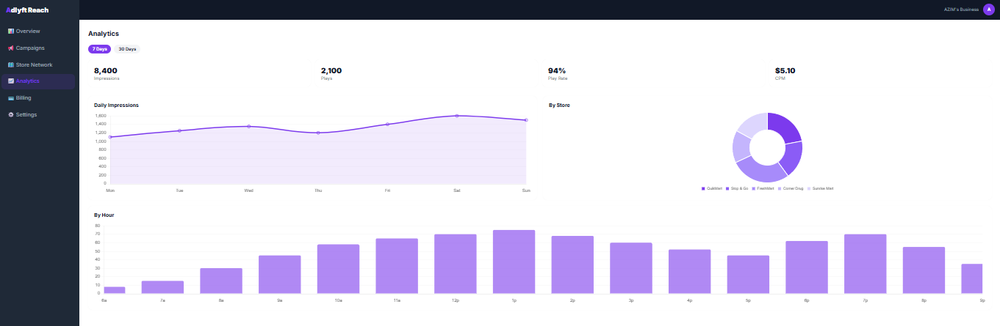 Adlyft Reach
AZIM's Business
A
Overview
Campaigns
Store Network
Analytics
Billing
Settings
Analytics
7 Days 30 Days
8,400 2,100 94% $5.10
Impressions Plays Play Rate CPM
Daily Impressions
1,600
1,400
1,200
1,000
800
600
400
200
0
Mon Tue Wed Thu Fri Sat Sun
By Store
QuikMart Stop & Go FreshMart Corner Drug Sunrise Mart
By Hour
80
70
60
50
40
30
20
10
0
6a 7a 8a 9a 10a 11a 12p 1p 2p 3p 4p 5p 6p 7p 8p 9p